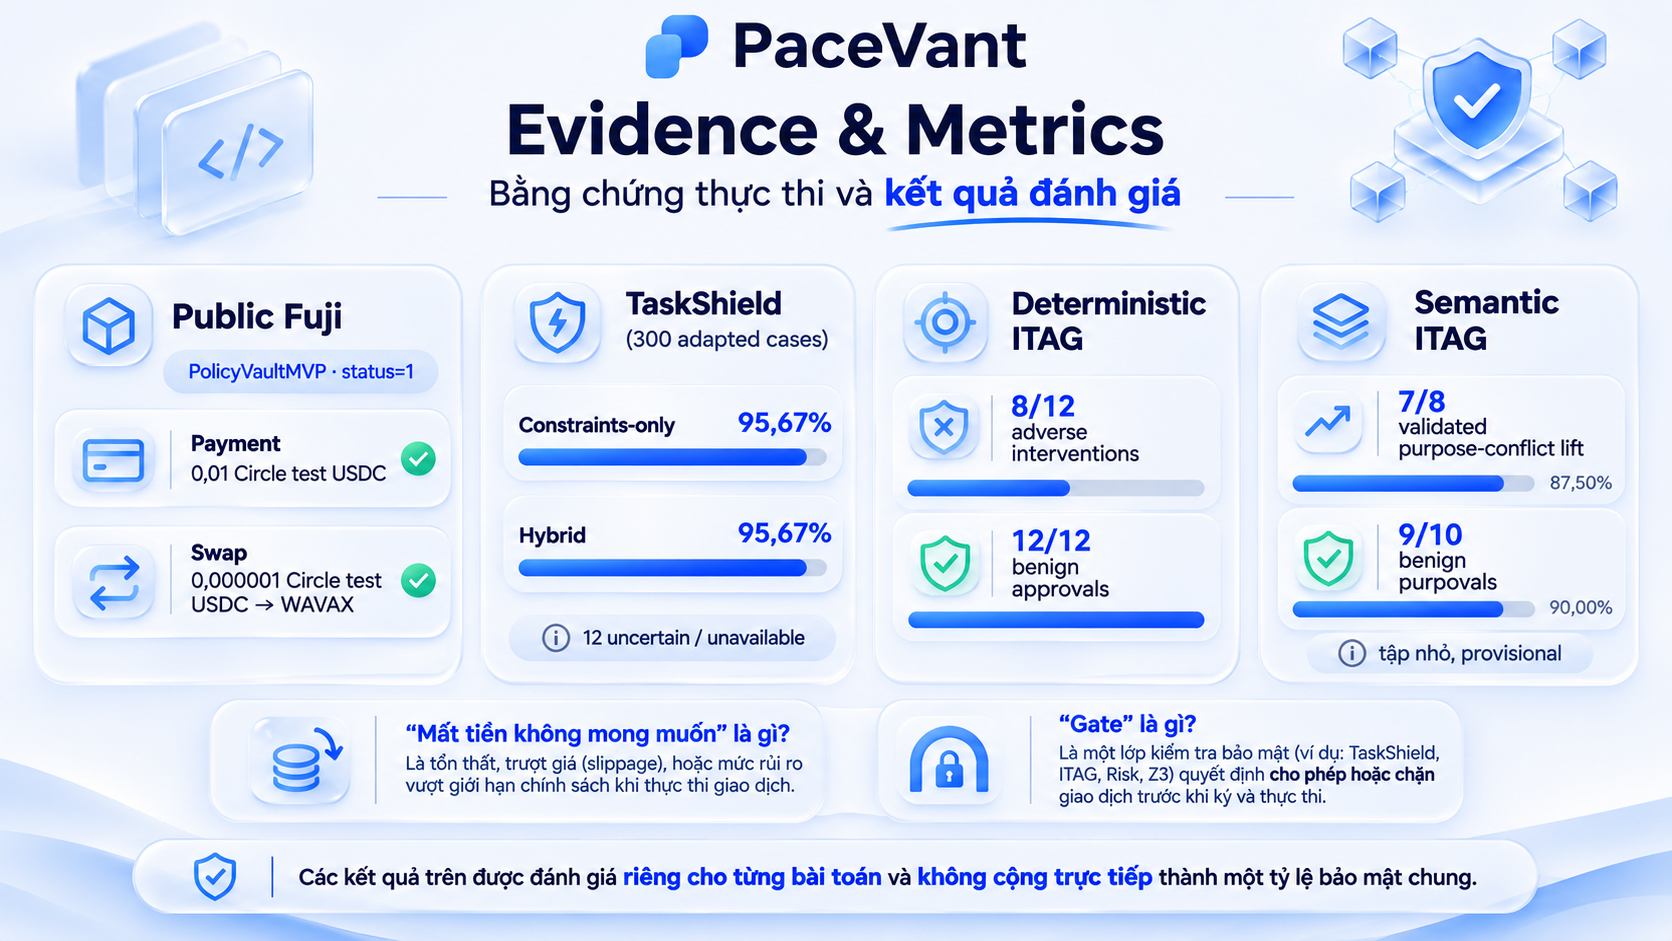 PaceVant
Evidence & Metrics
Bằng chứng thực thi và kết quả đánh giá
</>
Public Fuji
PolicyVaultMVP · status=1
Payment
0,01 Circle test USDC
Swap
0,000001 Circle test
USDC → WAVAX
TaskShield
(300 adapted cases)
Constraints-only 95,67%
Hybrid 95,67%
12 uncertain / unavailable
Deterministic
ITAG
8/12
adverse
interventions
12/12
benign
approvals
Semantic
ITAG
7/8
validated
purpose-conflict lift
87,50%
9/10
benign
purpovals
90,00%
tập nhỏ, provisional
“Mất tiền không mong muốn” là gì?
Là tổn thất, trượt giá (slippage), hoặc mức rủi ro
vượt giới hạn chính sách khi thực thi giao dịch.
“Gate” là gì?
Là một lớp kiểm tra bảo mật (ví dụ: TaskShield,
ITAG, Risk, Z3) quyết định cho phép hoặc chặn
giao dịch trước khi ký và thực thi.
Các kết quả trên được đánh giá riêng cho từng bài toán và không cộng trực tiếp thành một tỷ lệ bảo mật chung.